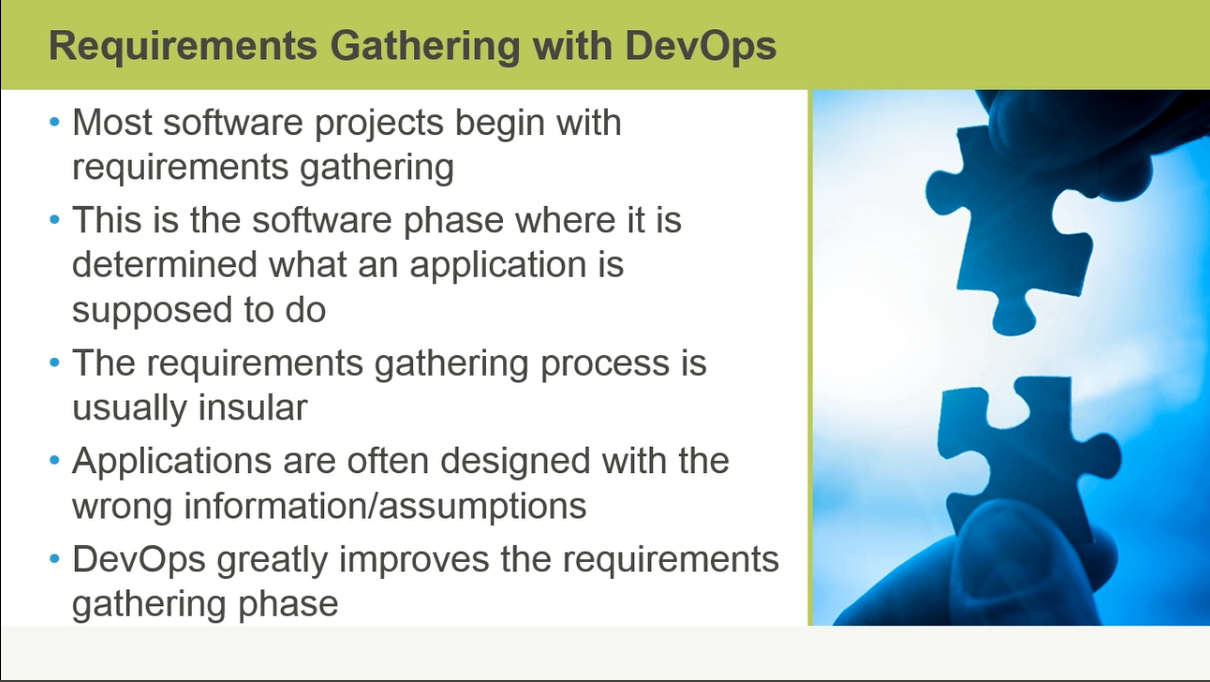 Requirements Gathering with DevOps
• Most software projects begin with
requirements gathering
• This is the software phase where it is
determined what an application is
supposed to do
• The requirements gathering process is
usually insular
• Applications are often designed with the
wrong information/assumptions
• DevOps greatly improves the requirements
gathering phase